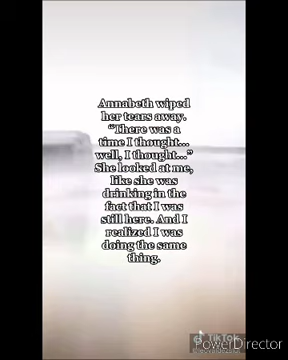 Annabeth wiped
her tears away.
“There was a
time I thought...
well, I thought...”
She looked at me,
like she was
drinking in the
fact that I was
still here. And I
realized I was
doing the same
thing.
TikTok
PowerDirector